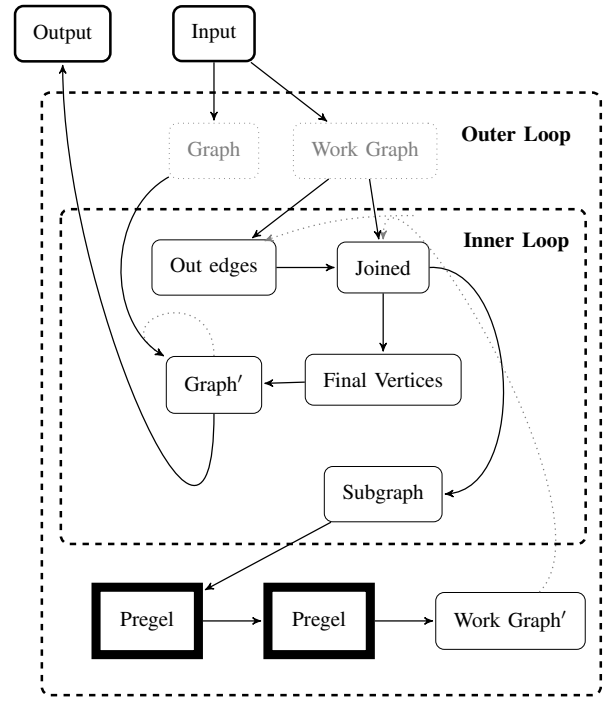 Output
Input
Graph
Work Graph
Outer Loop
Inner Loop
Out edges
Joined
Graph′
Final Vertices
Subgraph
Pregel
Pregel
Work Graph′